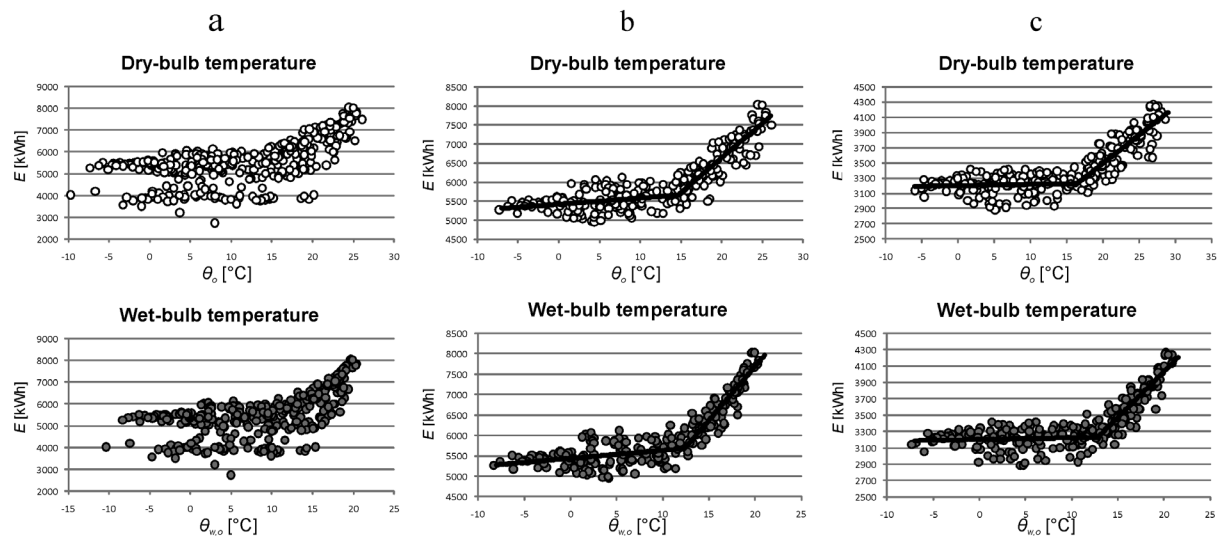 a
b
c
Dry-bulb temperature
E [kWh]
9000
8000
7000
6000
5000
4000
3000
2000
-10 -5 0 5 10 15 20 25 30
θo [°C]
Dry-bulb temperature
E [kWh]
8500
8000
7500
7000
6500
6000
5500
5000
4500
-10 -5 0 5 10 15 20 25 30
θo [°C]
Dry-bulb temperature
E [kWh]
4500
4300
4100
3900
3700
3500
3300
3100
2900
2700
2500
-10 -5 0 5 10 15 20 25 30 35
θo [°C]
Wet-bulb temperature
E [kWh]
9000
8000
7000
6000
5000
4000
3000
2000
-15 -10 -5 0 5 10 15 20 25
θw,o [°C]
Wet-bulb temperature
E [kWh]
8500
8000
7500
7000
6500
6000
5500
5000
4500
-10 -5 0 5 10 15 20 25
θw,o [°C]
Wet-bulb temperature
E [kWh]
4500
4300
4100
3900
3700
3500
3300
3100
2900
2700
2500
-10 -5 0 5 10 15 20 25
θw,o [°C]